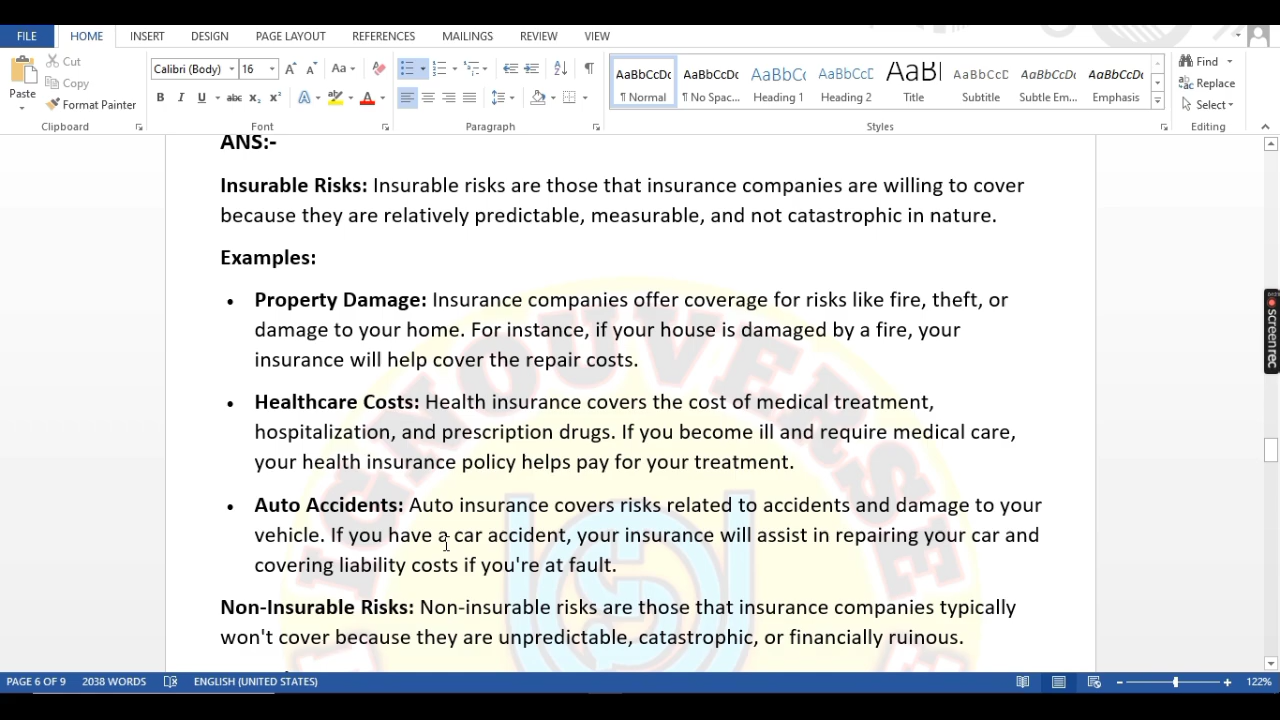 FILE HOME INSERT DESIGN PAGE LAYOUT REFERENCES MAILINGS REVIEW VIEW
Cut
Copy
Format Painter
Paste
Clipboard
Calibri (Body) 16
Aa
B I U abc X₂ X² A A
Font
Paragraph
AaBbCcDc AaBbCcDc AaBbCc AaBbCc AaBl AaBbCcD AaBbCcDc AaBbCcDc
¶ Normal ¶ No Spac... Heading 1 Heading 2 Title Subtitle Subtle Em... Emphasis
Styles
Find
Replace
Select
Editing
ANS:-
Insurable Risks: Insurable risks are those that insurance companies are willing to cover
because they are relatively predictable, measurable, and not catastrophic in nature.
Examples:
• Property Damage: Insurance companies offer coverage for risks like fire, theft, or
damage to your home. For instance, if your house is damaged by a fire, your
insurance will help cover the repair costs.
• Healthcare Costs: Health insurance covers the cost of medical treatment,
hospitalization, and prescription drugs. If you become ill and require medical care,
your health insurance policy helps pay for your treatment.
• Auto Accidents: Auto insurance covers risks related to accidents and damage to your
vehicle. If you have a car accident, your insurance will assist in repairing your car and
covering liability costs if you're at fault.
Non-Insurable Risks: Non-insurable risks are those that insurance companies typically
won't cover because they are unpredictable, catastrophic, or financially ruinous.
IGNOUVERSE
screenrec
PAGE 6 OF 9 2038 WORDS ENGLISH (UNITED STATES) 122%